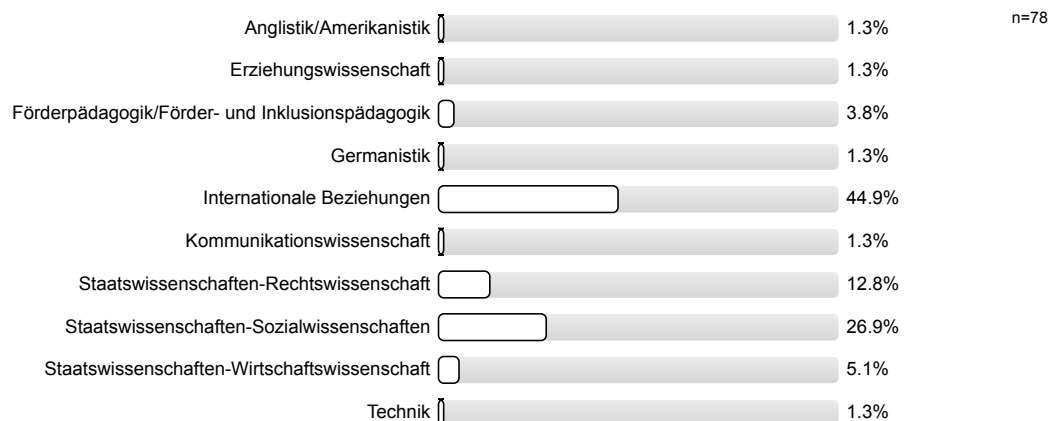 n=78
Anglistik/Amerikanistik 1.3%
Erziehungswissenschaft 1.3%
Förderpädagogik/Förder- und Inklusionspädagogik 3.8%
Germanistik 1.3%
Internationale Beziehungen 44.9%
Kommunikationswissenschaft 1.3%
Staatswissenschaften-Rechtswissenschaft 12.8%
Staatswissenschaften-Sozialwissenschaften 26.9%
Staatswissenschaften-Wirtschaftswissenschaft 5.1%
Technik 1.3%